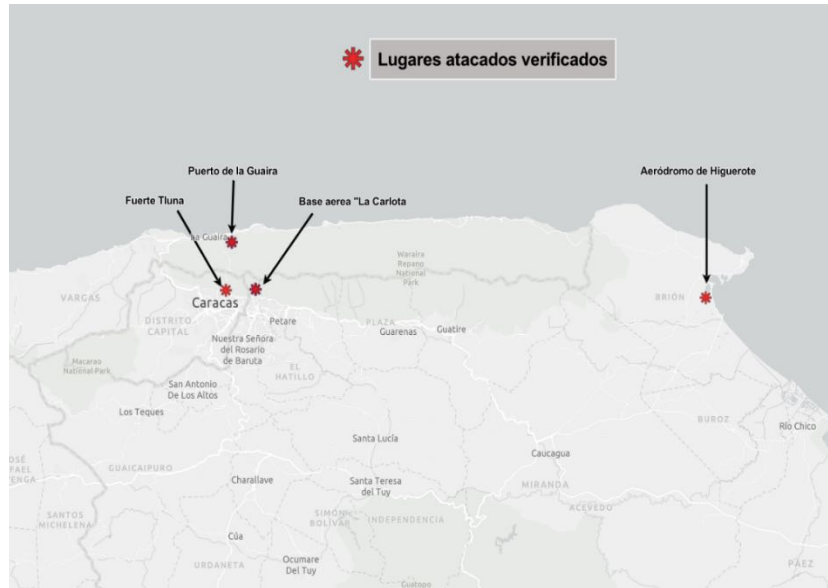 Lugares atacados verificados
Puerto de la Guaira
Aeródromo de Higuerote
Fuerte TIuna
Base aerea "La Carlota
La Guaira
Waraira
Repano
National
Park
VARGAS
BRIÓN
Caracas
DISTRITO
CAPITAL
Petare
PLAZA
Guarenas
Guatire
Nuestra Señora
del Rosario
de Baruta
Macarao
National Park
EL
HATILLO
San Antonio
De Los Altos
Los Teques
BUROZ
Río Chico
Santa Lucía
Caucagua
JOSÉ
RAFAEL
GUAICAIPURO
Charallave
Santa Teresa
del Tuy
MIRANDA
ACEVEDO
SANTOS
MICHELENA
SIMÓN
BOLÍVAR
INDEPENDENCIA
Cúa
Ocumare
Del Tuy
URDANETA
PÁEZ
Guatopo